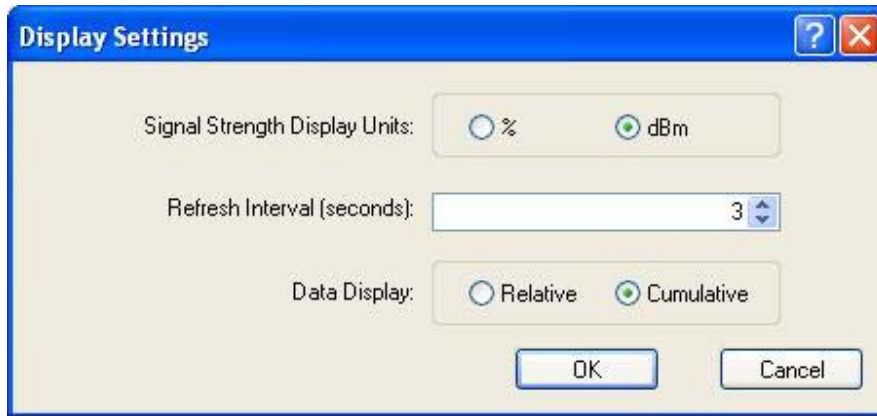 Display Settings
Signal Strength Display Units: % dBm
Refresh Interval (seconds): 3
Data Display: Relative Cumulative
OK Cancel